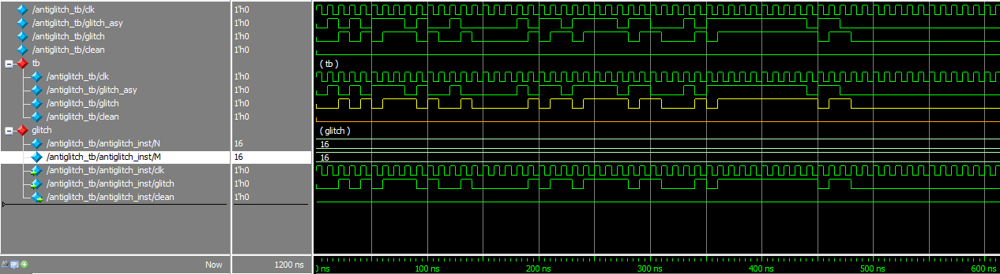 /antiglitch_tb/clk 1'h0
/antiglitch_tb/glitch_asy 1'h0
/antiglitch_tb/glitch 1'h0
/antiglitch_tb/clean 1'h0
tb ( tb )
/antiglitch_tb/clk 1'h0
/antiglitch_tb/glitch_asy 1'h0
/antiglitch_tb/glitch 1'h0
/antiglitch_tb/clean 1'h0
glitch ( glitch )
/antiglitch_tb/antiglitch_inst/N 16 16
/antiglitch_tb/antiglitch_inst/M 16 16
/antiglitch_tb/antiglitch_inst/clk 1'h0
/antiglitch_tb/antiglitch_inst/glitch 1'h0
/antiglitch_tb/antiglitch_inst/clean 1'h0
Now 1200 ns 0 ns 100 ns 200 ns 300 ns 400 ns 500 ns 600 ns